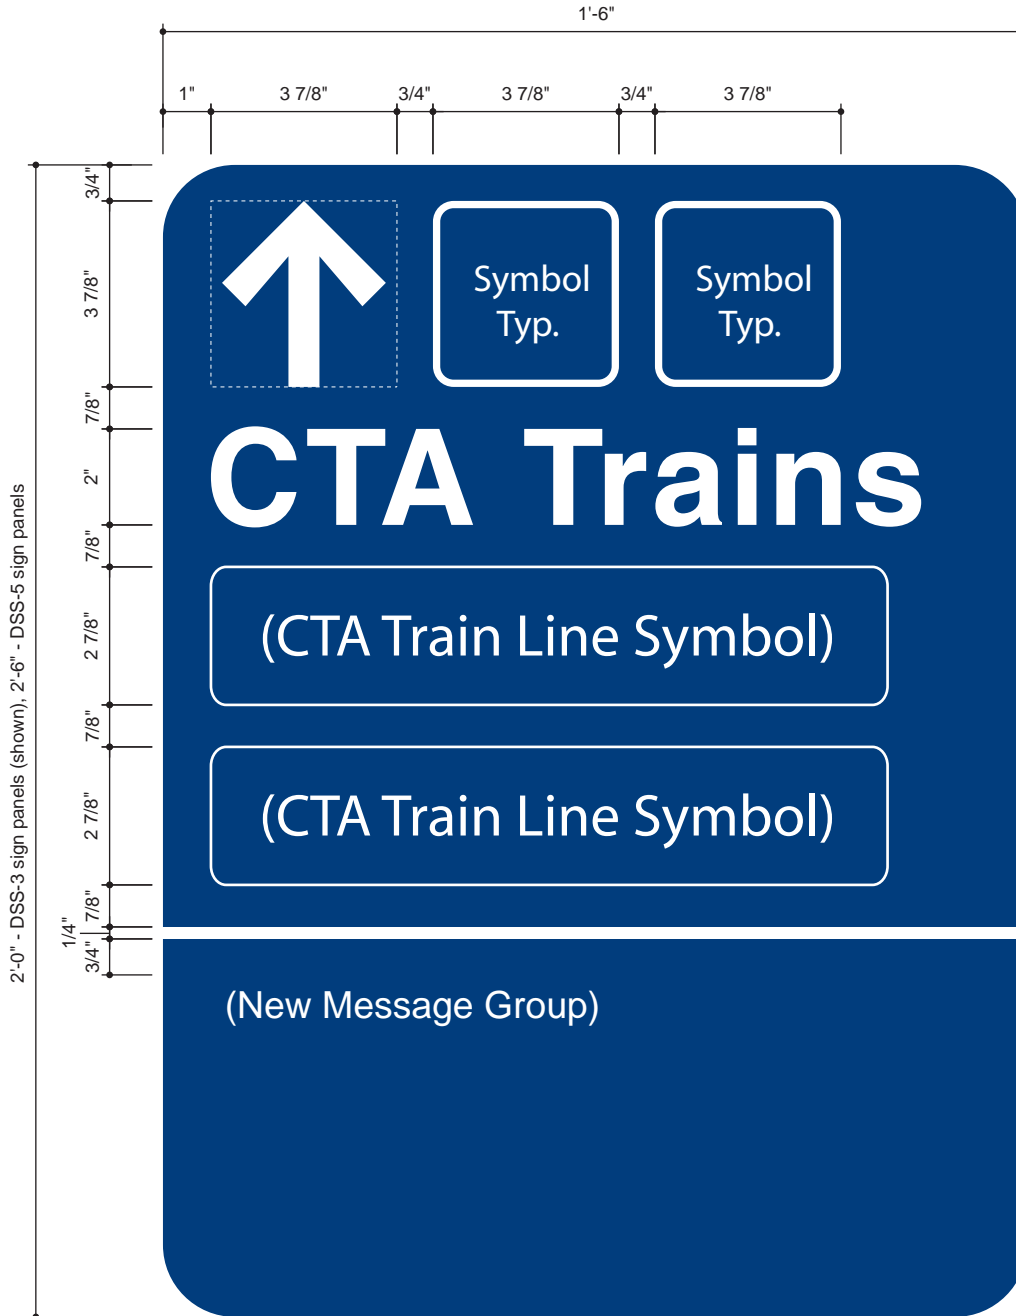 1'-6"
1" 3 7/8" 3/4" 3 7/8" 3/4" 3 7/8"
3/4"
3 7/8"
7/8"
2"
7/8"
2 7/8"
7/8"
2 7/8"
7/8"
1/4"
3/4"
2'-0" - DSS-3 sign panels (shown), 2'-6" - DSS-5 sign panels
Symbol
Typ.
Symbol
Typ.
CTA Trains
(CTA Train Line Symbol)
(CTA Train Line Symbol)
(New Message Group)